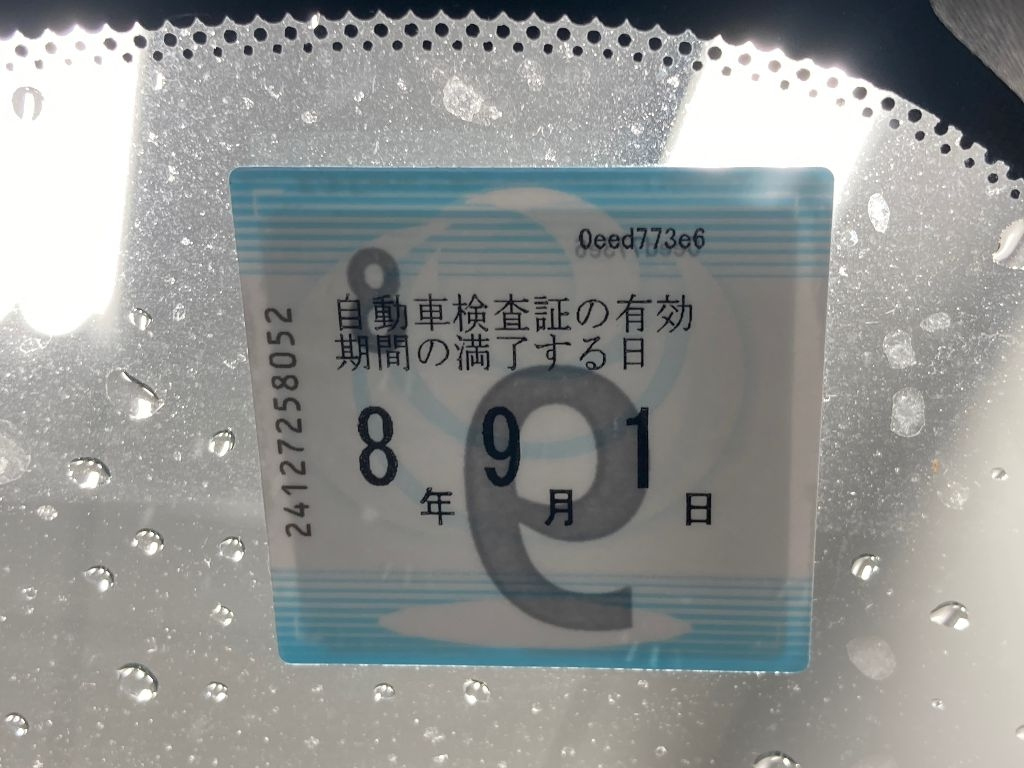 0eed773e6
自動車検査証の有効
期間の満了する日
8年 9月 1日
24127258052